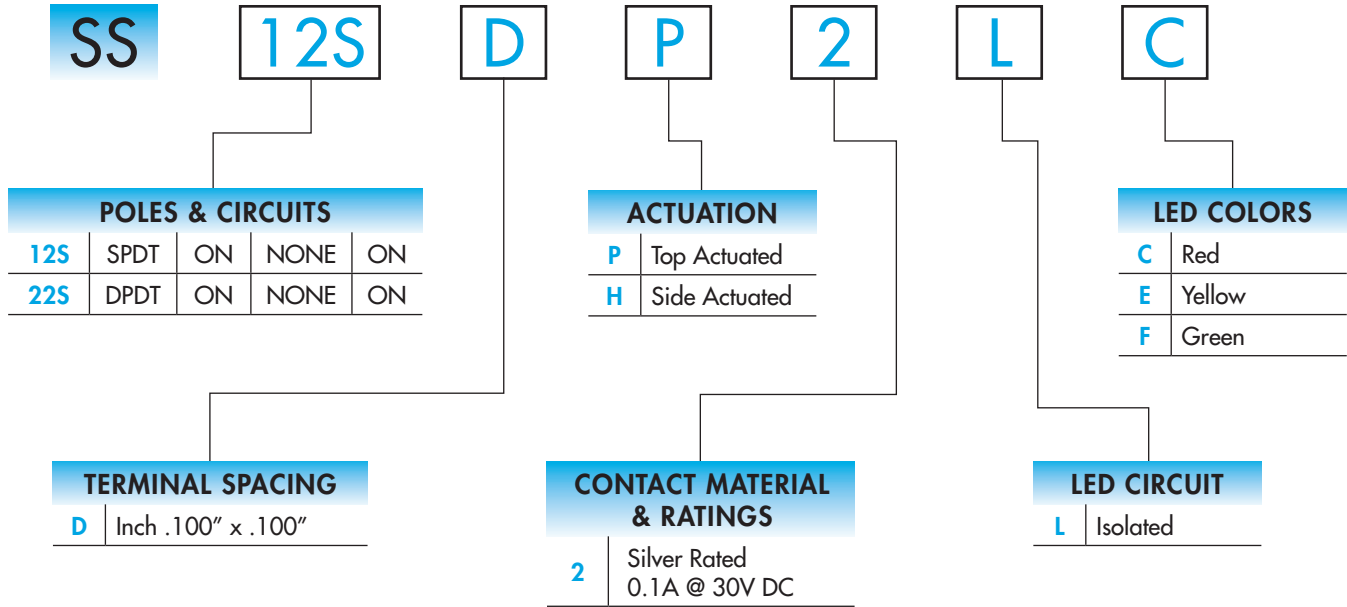 SS 12S D P 2 L C
POLES & CIRCUITS
12S SPDT ON NONE ON
22S DPDT ON NONE ON
ACTUATION
P Top Actuated
H Side Actuated
LED COLORS
C Red
E Yellow
F Green
TERMINAL SPACING
D Inch .100″ x .100″
CONTACT MATERIAL
& RATINGS
2 Silver Rated
0.1A @ 30V DC
LED CIRCUIT
L Isolated